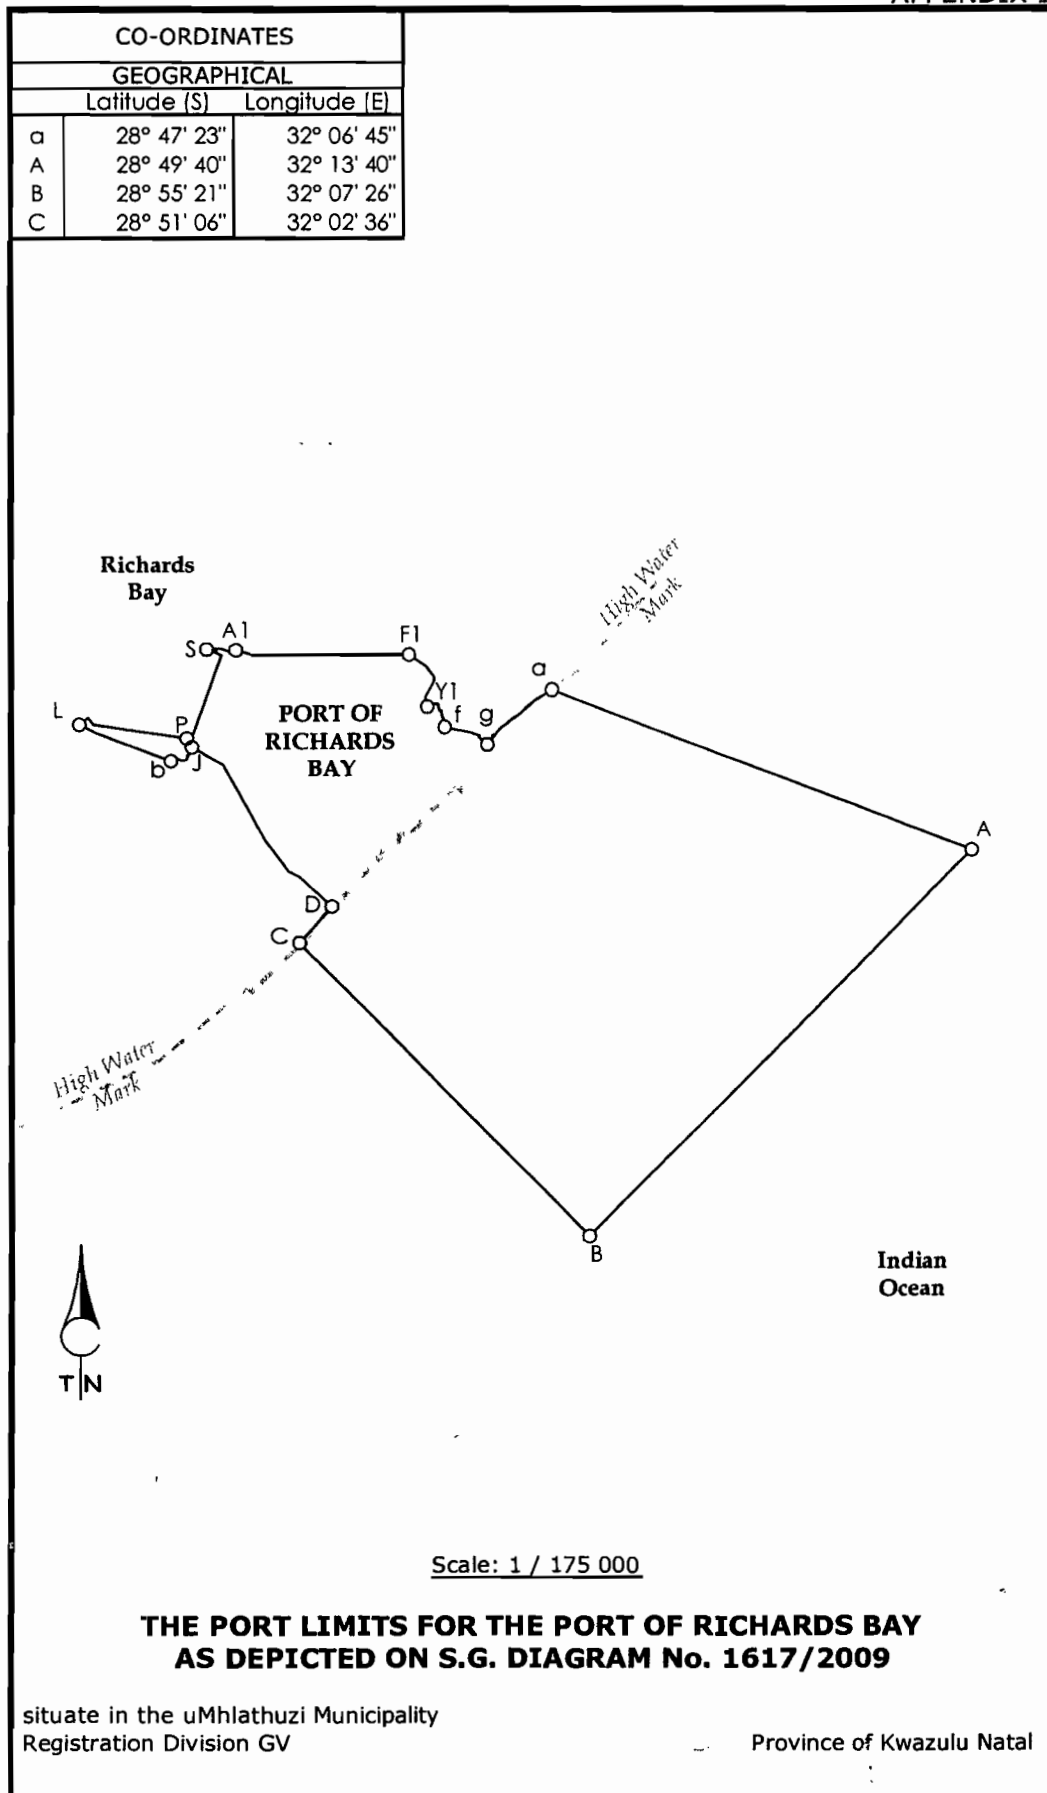 CO-ORDINATES
GEOGRAPHICAL
Latitude (S) Longitude (E)
a 28° 47' 23" 32° 06' 45"
A 28° 49' 40" 32° 13' 40"
B 28° 55' 21" 32° 07' 26"
C 28° 51' 06" 32° 02' 36"
High Water
Mark
Richards
Bay
S A1 F1
a
L P Y1 f g
b J
PORT OF
RICHARDS
BAY
A
D
C
High Water
Mark
B
Indian
Ocean
T N
Scale: 1 / 175 000
THE PORT LIMITS FOR THE PORT OF RICHARDS BAY
AS DEPICTED ON S.G. DIAGRAM No. 1617/2009
situate in the uMhlathuzi Municipality
Registration Division GV Province of Kwazulu Natal